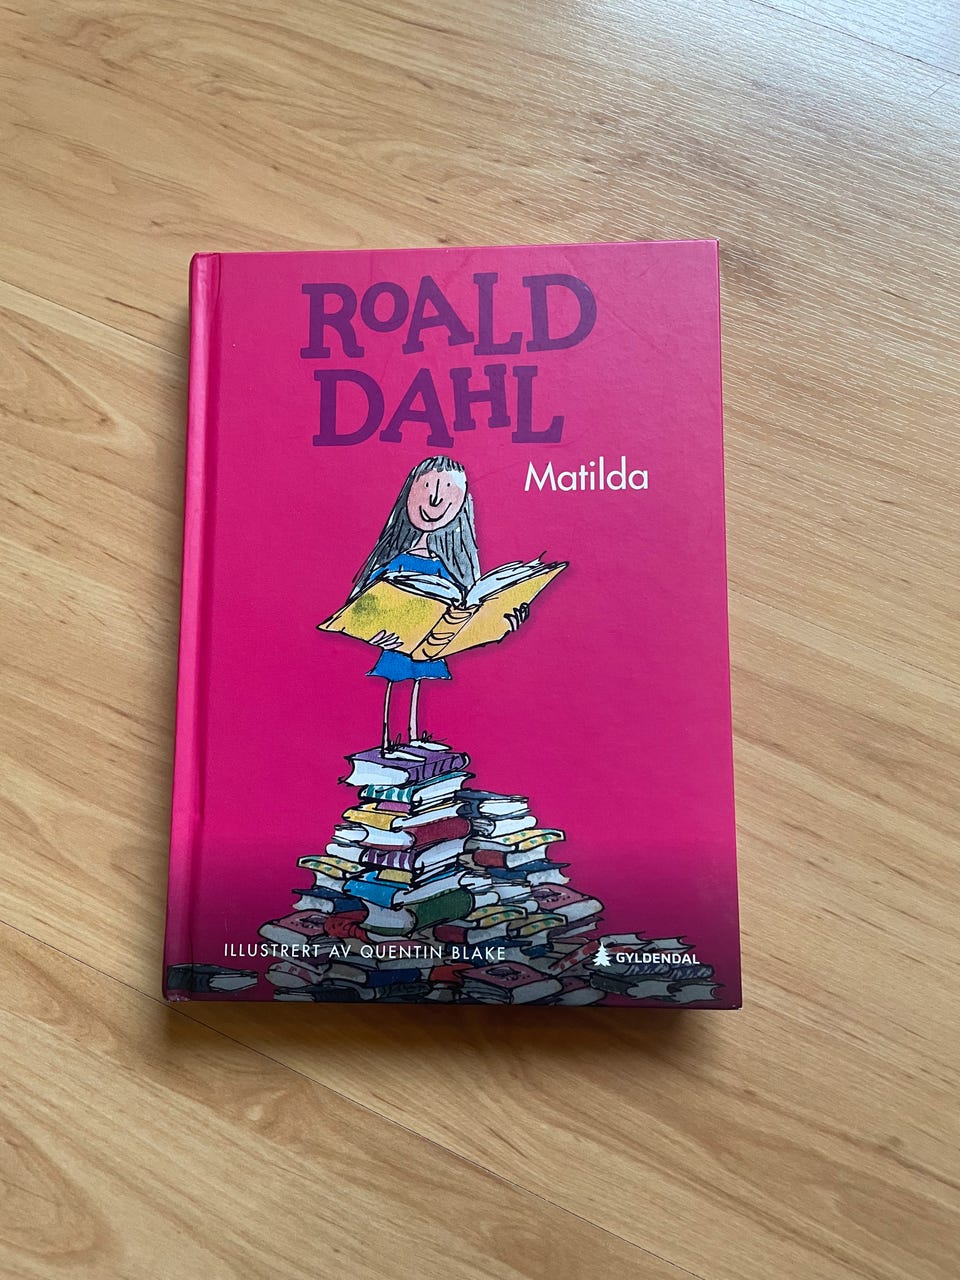 ROALD
DAHL
Matilda
ILLUSTRERT AV QUENTIN BLAKE
GYLDENDAL